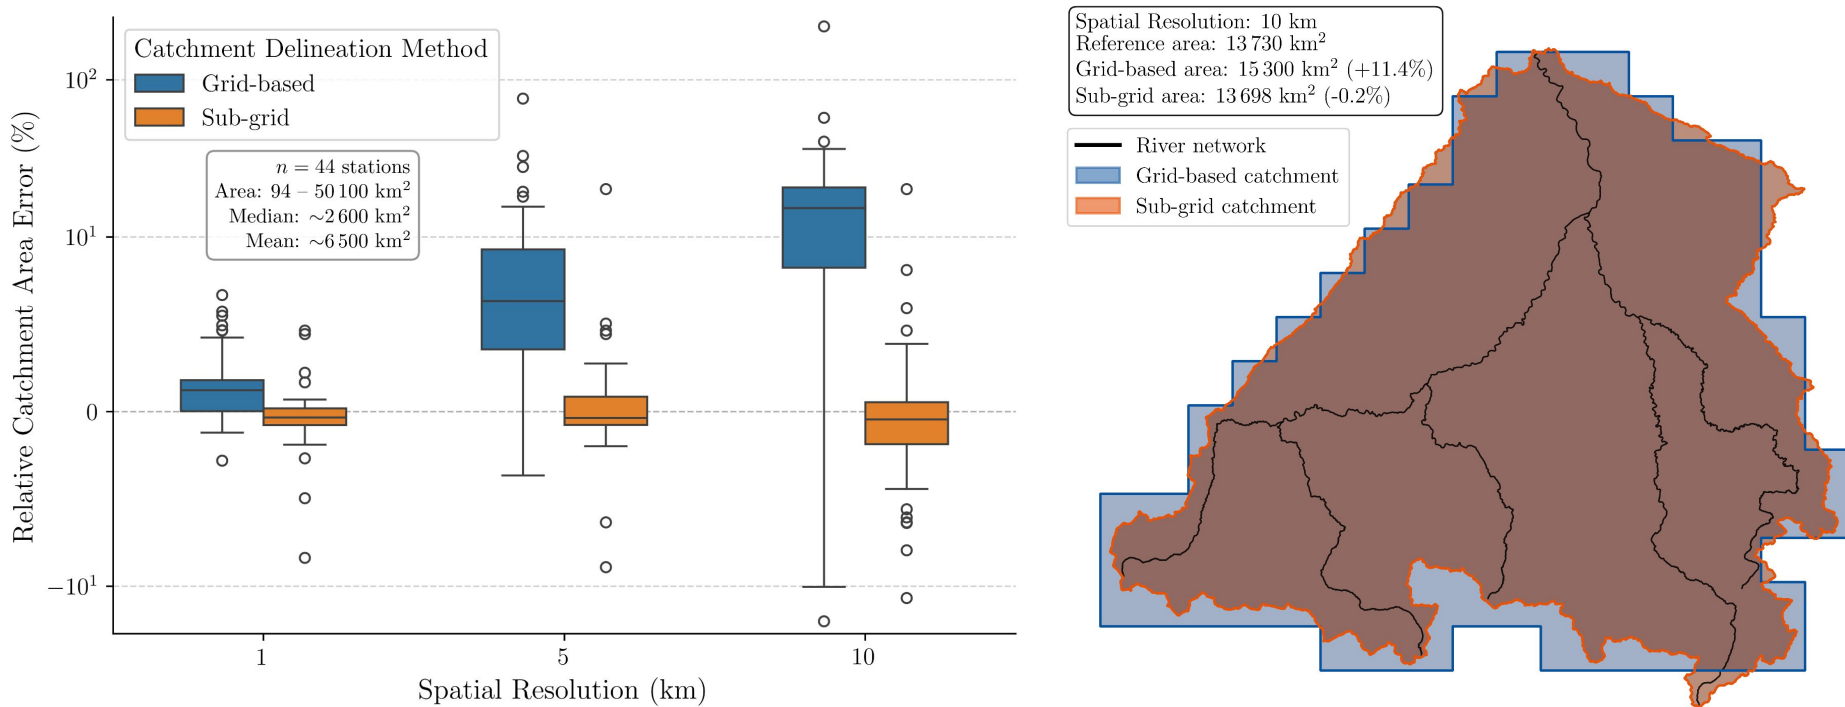 Relative Catchment Area Error (%)
10²
10¹
0
−10¹
Catchment Delineation Method
Grid-based
Sub-grid
n = 44 stations
Area: 94 – 50 100 km²
Median: ~2 600 km²
Mean: ~6 500 km²
1
5
10
Spatial Resolution (km)
Spatial Resolution: 10 km
Reference area: 13 730 km²
Grid-based area: 15 300 km² (+11.4%)
Sub-grid area: 13 698 km² (-0.2%)
River network
Grid-based catchment
Sub-grid catchment